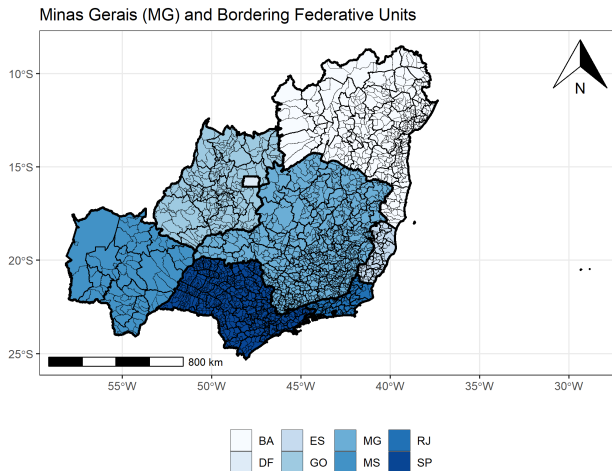 Minas Gerais (MG) and Bordering Federative Units
N
10°S
15°S
20°S
25°S
800 km
55°W 50°W 45°W 40°W 35°W 30°W
BA ES MG RJ
DF GO MS SP